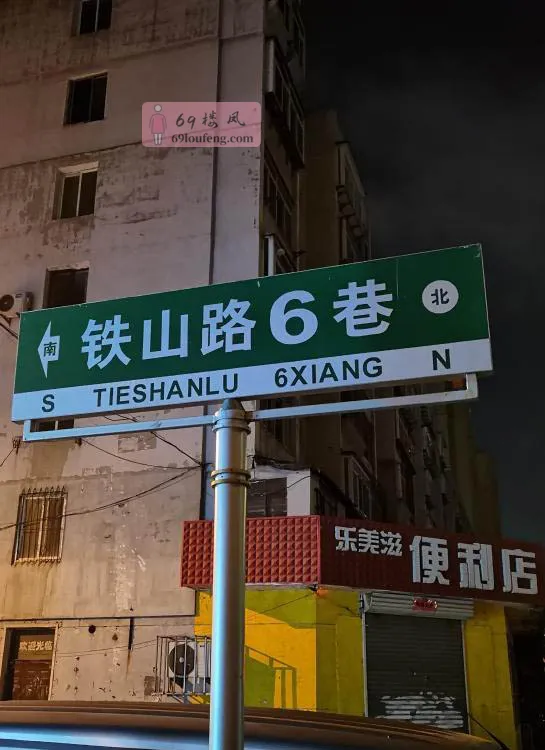 69楼凤
69loufeng.com
南 铁山路6巷 北
S TIESHANLU 6XIANG N
乐美滋 便利店
欢迎光临